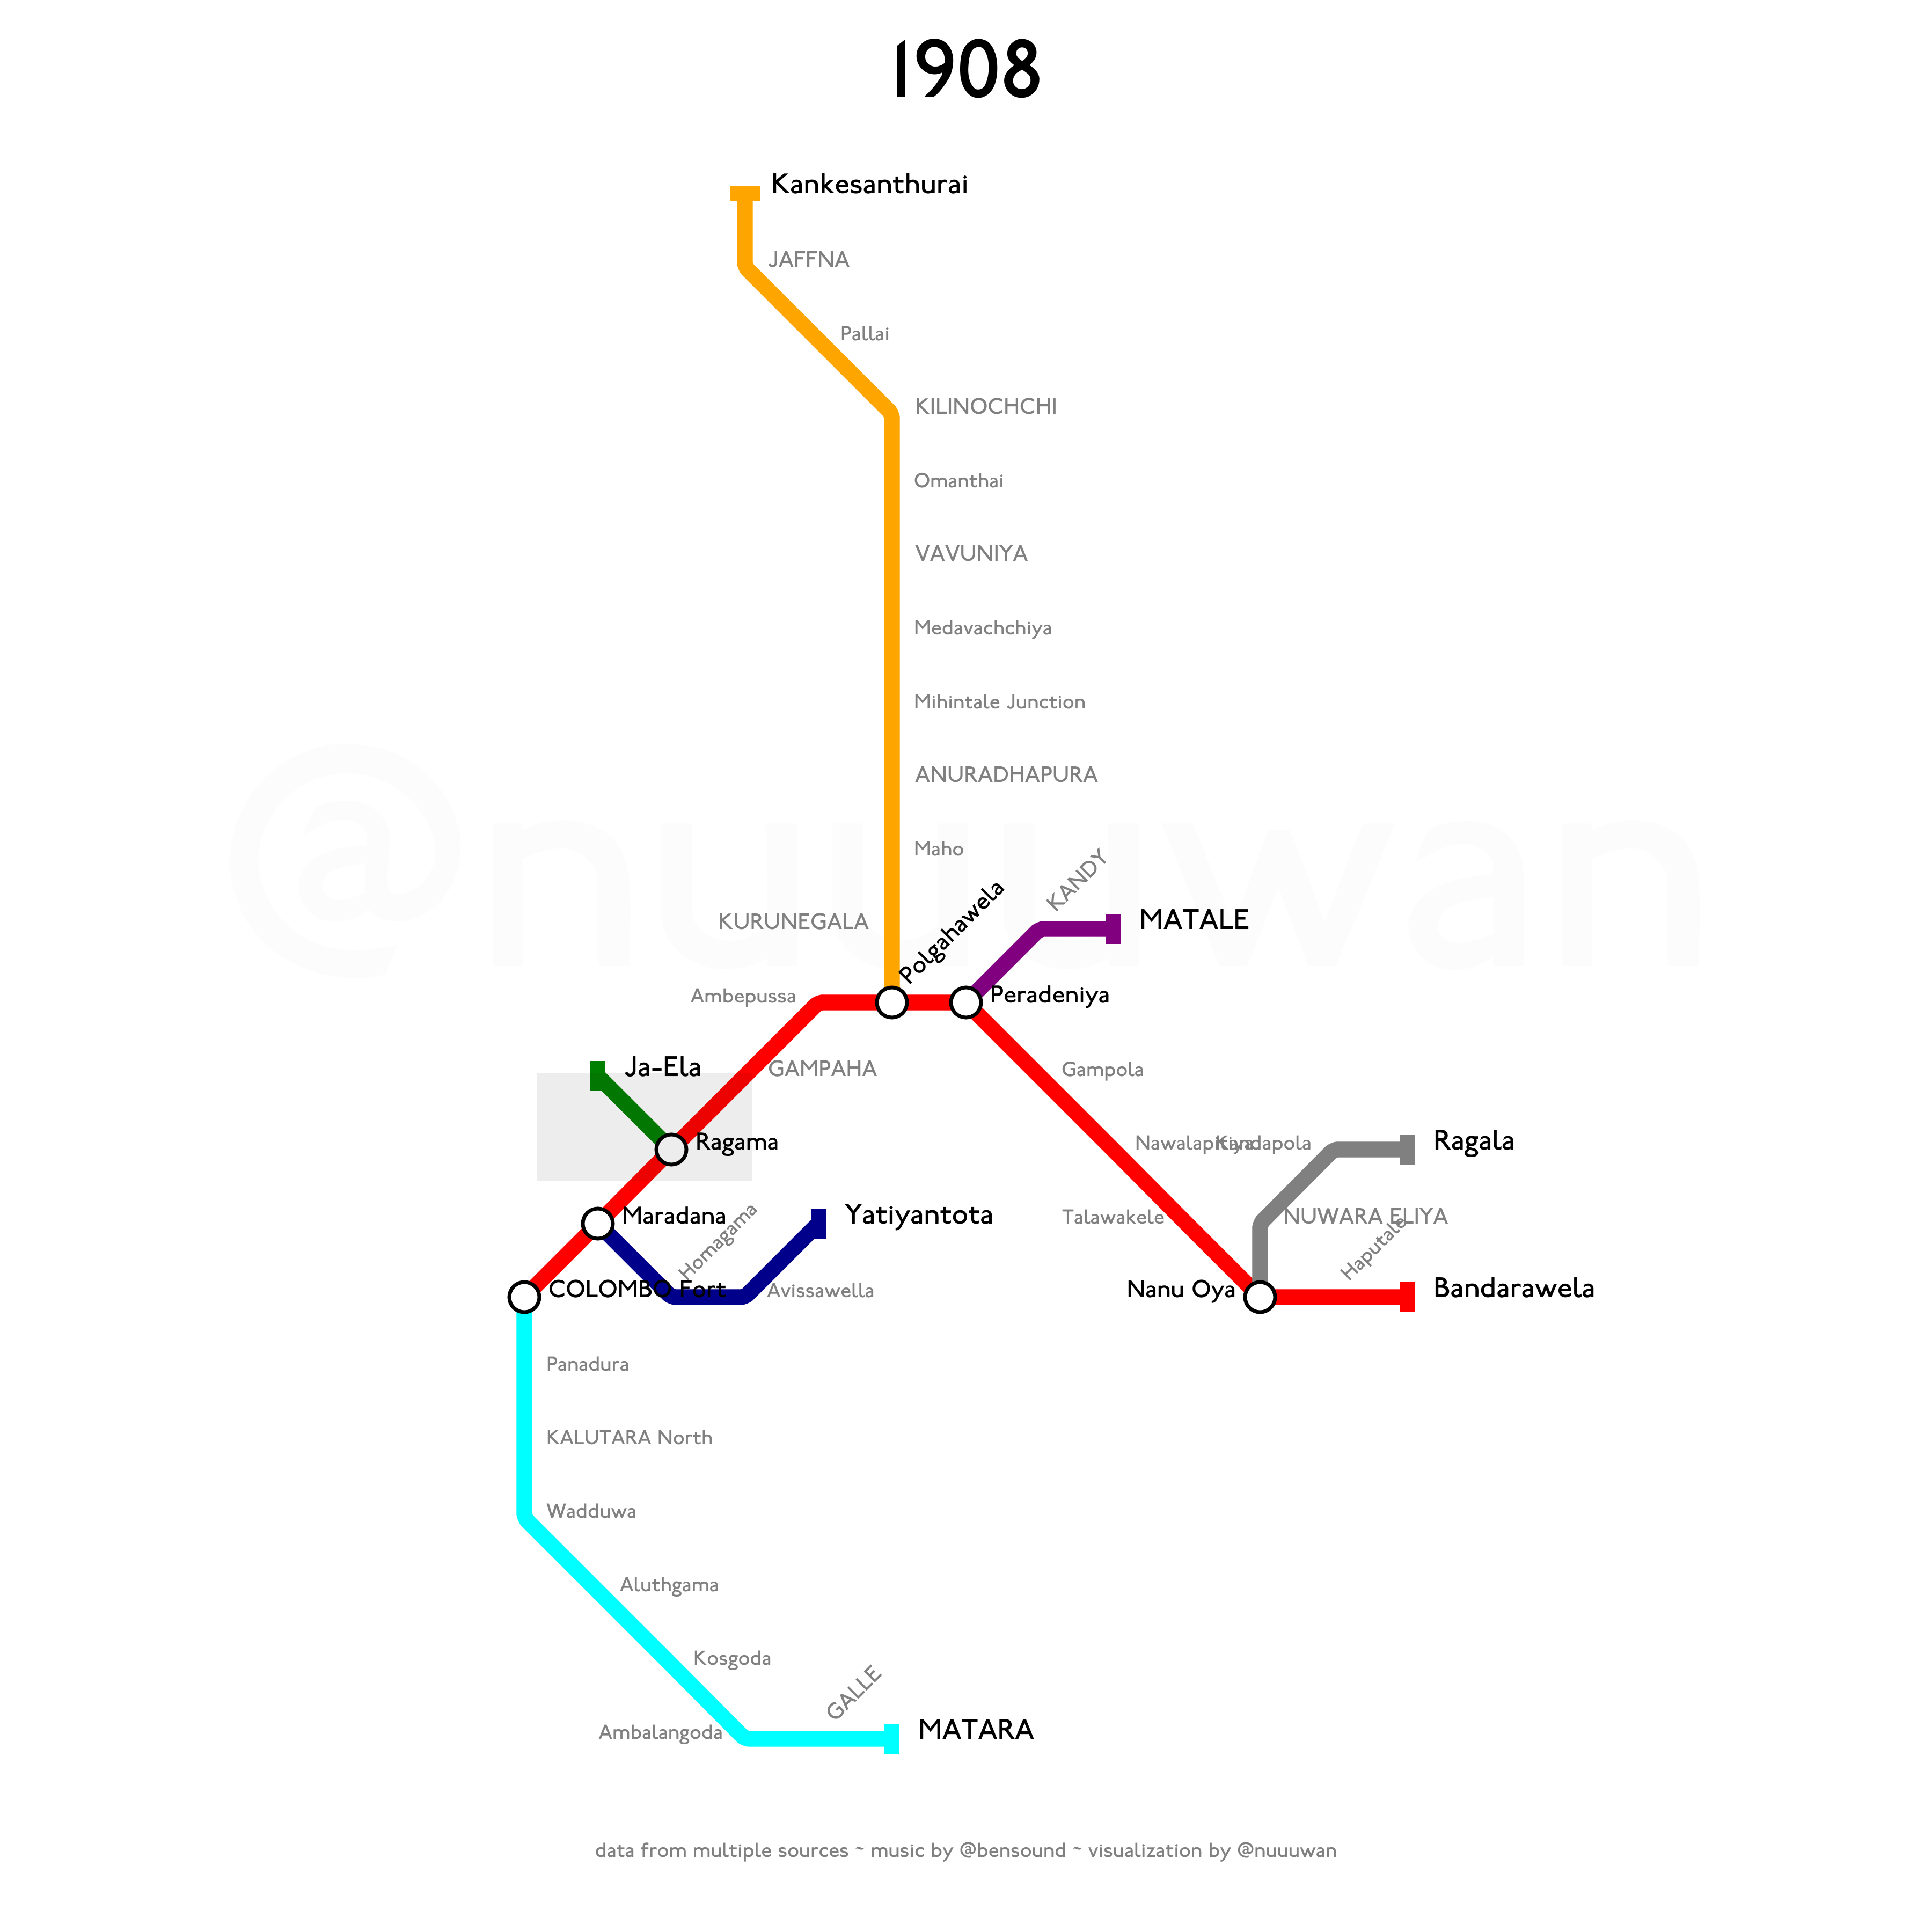 1908
Kankesanthurai
JAFFNA
Pallai
KILINOCHCHI
Omanthai
VAVUNIYA
Medavachchiya
Mihintale Junction
ANURADHAPURA
@nuuuwan
Maho
KANDY
KURUNEGALA
Polgahawela
MATALE
Ambepussa
Peradeniya
Ja-Ela
GAMPAHA
Gampola
Ragama
Nawalapitiya
Kandapola
Ragala
Maradana
Homagama
Yatiyantota
Talawakele
NUWARA ELIYA
Haputale
COLOMBO Fort
Avissawella
Nanu Oya
Bandarawela
Panadura
KALUTARA North
Wadduwa
Aluthgama
Kosgoda
GALLE
Ambalangoda
MATARA
data from multiple sources ~ music by @bensound ~ visualization by @nuuuwan